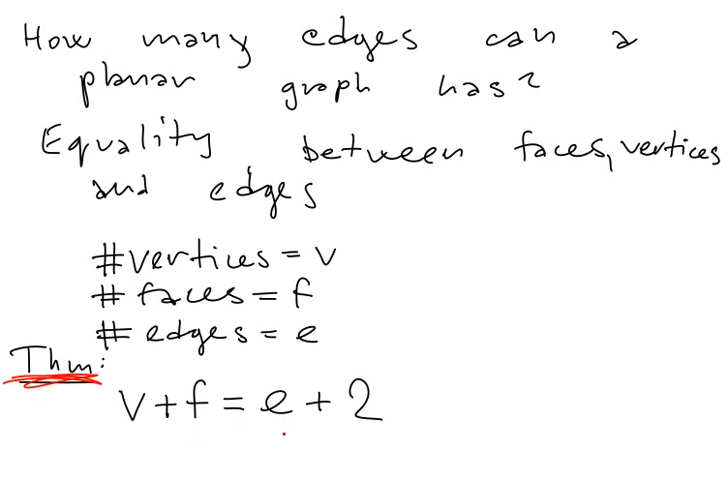 How many edges can a
planar graph has?
Equality between faces, vertices
and edges
#vertices = v
# faces = f
# edges = e
Thm:
v + f = e + 2